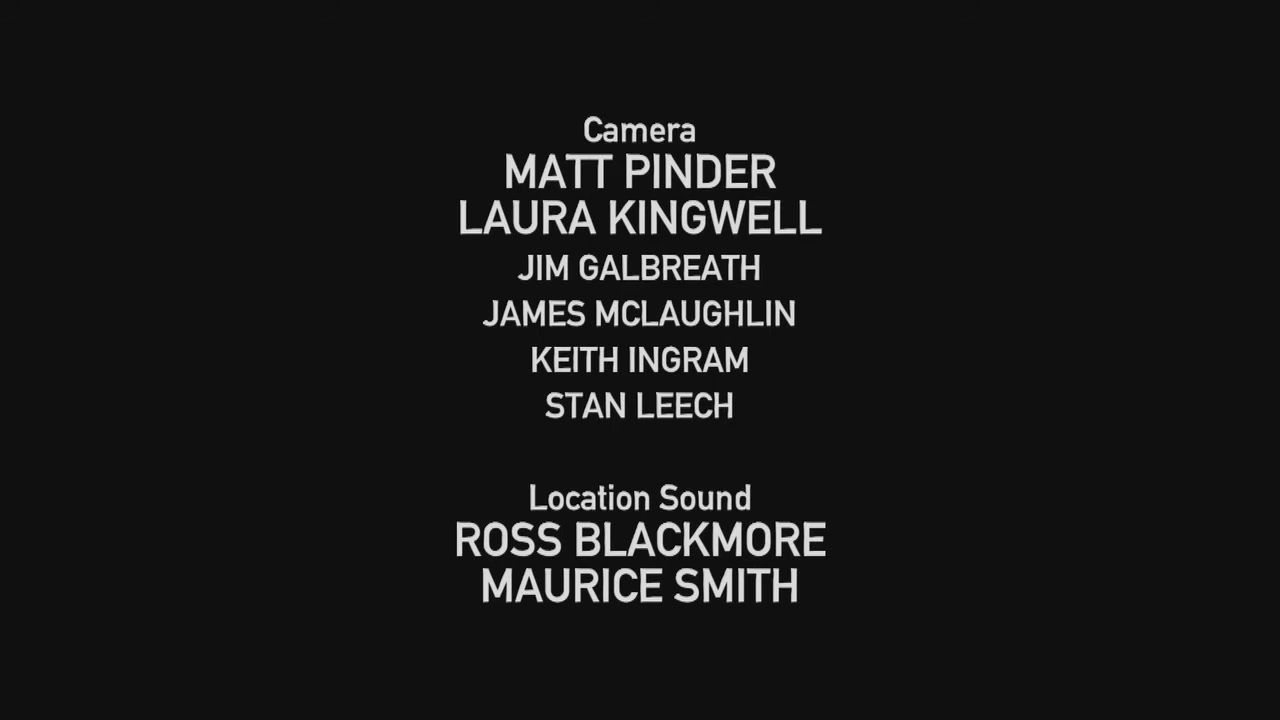 Camera
MATT PINDER
LAURA KINGWELL
JIM GALBREATH
JAMES MCLAUGHLIN
KEITH INGRAM
STAN LEECH
Location Sound
ROSS BLACKMORE
MAURICE SMITH